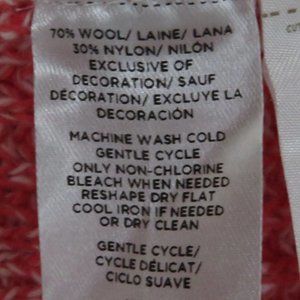 70% WOOL/ LAINE/ LANA
30% NYLON/ NILÓN
EXCLUSIVE OF
DECORATION/ SAUF
DÉCORATION/ EXCLUYE LA
DECORACIÓN
MACHINE WASH COLD
GENTLE CYCLE
ONLY NON-CHLORINE
BLEACH WHEN NEEDED
RESHAPE DRY FLAT
COOL IRON IF NEEDED
OR DRY CLEAN
GENTLE CYCLE/
CYCLE DÉLICAT/
CICLO SUAVE